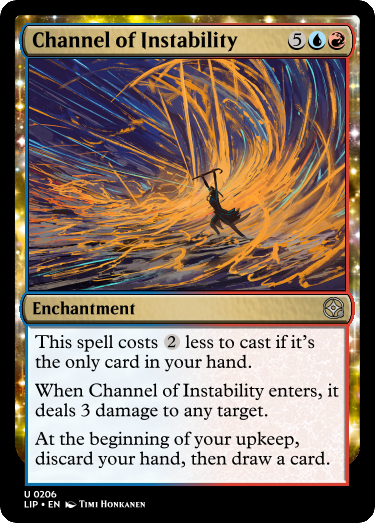 Channel of Instability 5
Enchantment
This spell costs 2 less to cast if it's
the only card in your hand.
When Channel of Instability enters, it
deals 3 damage to any target.
At the beginning of your upkeep,
discard your hand, then draw a card.
U 0206
LIP • EN Timi Honkanen